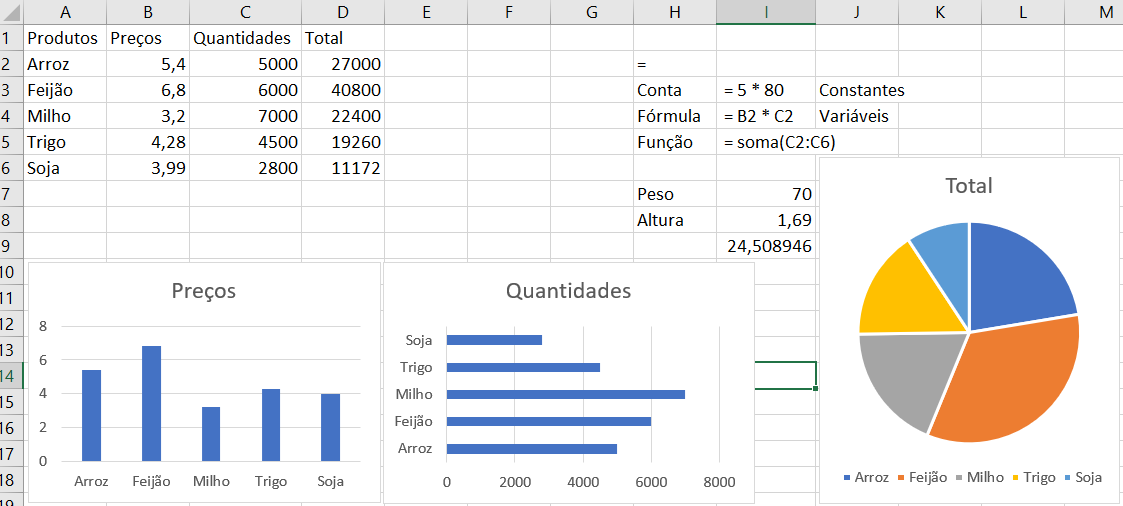 A B C D E F G H I J K L M
1 Produtos Preços Quantidades Total
2 Arroz 5,4 5000 27000 =
3 Feijão 6,8 6000 40800 Conta = 5 * 80 Constantes
4 Milho 3,2 7000 22400 Fórmula = B2 * C2 Variáveis
5 Trigo 4,28 4500 19260 Função = soma(C2:C6)
6 Soja 3,99 2800 11172
7 Peso 70
8 Altura 1,69
9 24,508946
10
11
12
13
14
15
16
17
18
19
Preços
8
6
4
2
0
Arroz Feijão Milho Trigo Soja
Quantidades
Soja
Trigo
Milho
Feijão
Arroz
0 2000 4000 6000 8000
Total
Arroz Feijão Milho Trigo Soja